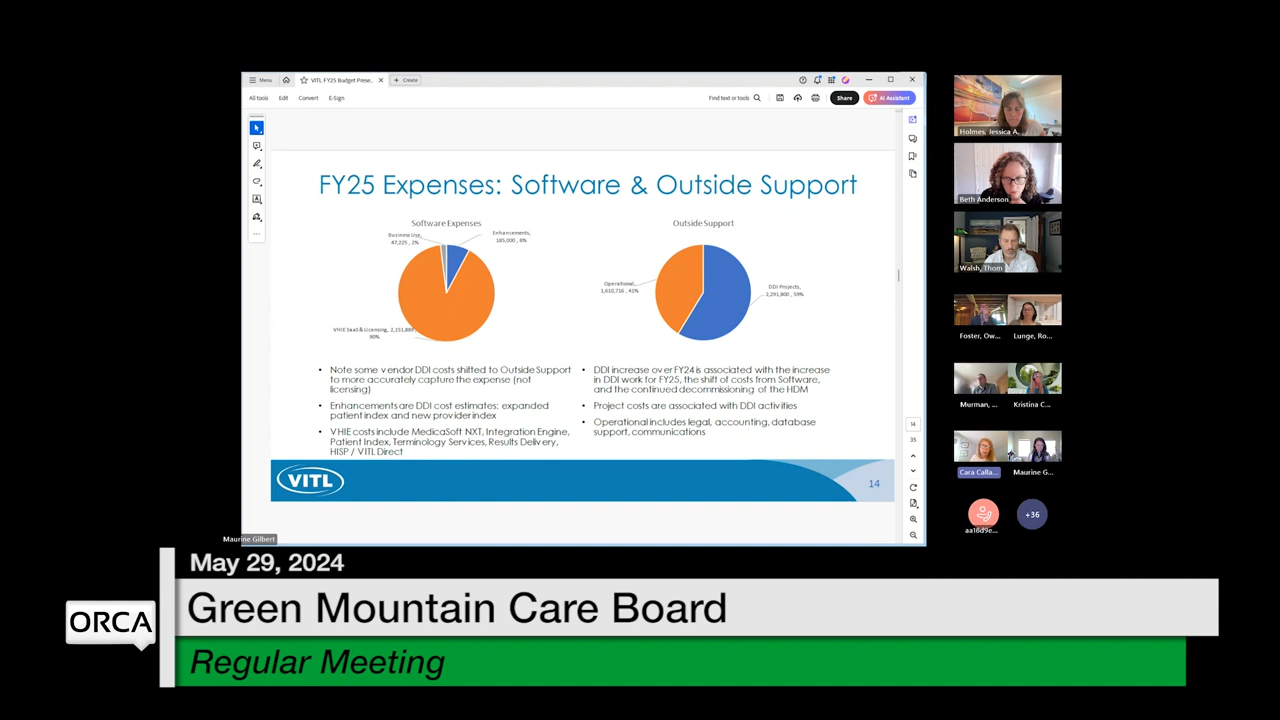 Menu
VITL FY25 Budget Prese...
Create
All tools
Edit
Convert
E-Sign
Find text or tools
Share
AI Assistant
FY25 Expenses: Software & Outside Support
Software Expenses
Business Use,
47,225 , 2%
Enhancements,
185,000 , 8%
VHIE SaaS & Licensing, 2,151,889,
90%
Outside Support
Operational,
1,610,716 , 41%
DDI Projects,
2,291,800 , 59%
• Note some vendor DDI costs shifted to Outside Support
to more accurately capture the expense (not
licensing)
• Enhancements are DDI cost estimates: expanded
patient index and new provider index
• VHIE costs include MedicaSoft NXT, Integration Engine,
Patient Index, Terminology Services, Results Delivery,
HISP / VITL Direct
• DDI increase over FY24 is associated with the increase
in DDI work for FY25, the shift of costs from Software,
and the continued decommissioning of the HDM
• Project costs are associated with DDI activities
• Operational includes legal, accounting, database
support, communications
VITL
14
14
35
Maurine Gilbert
Holmes, Jessica A.
Beth Anderson
Walsh, Thom
Foster, Ow...
Lunge, Ro...
Murman, ...
Kristina C...
Cara Calla...
Maurine G...
aa18d9e...
+36
May 29, 2024
ORCA
Green Mountain Care Board
Regular Meeting